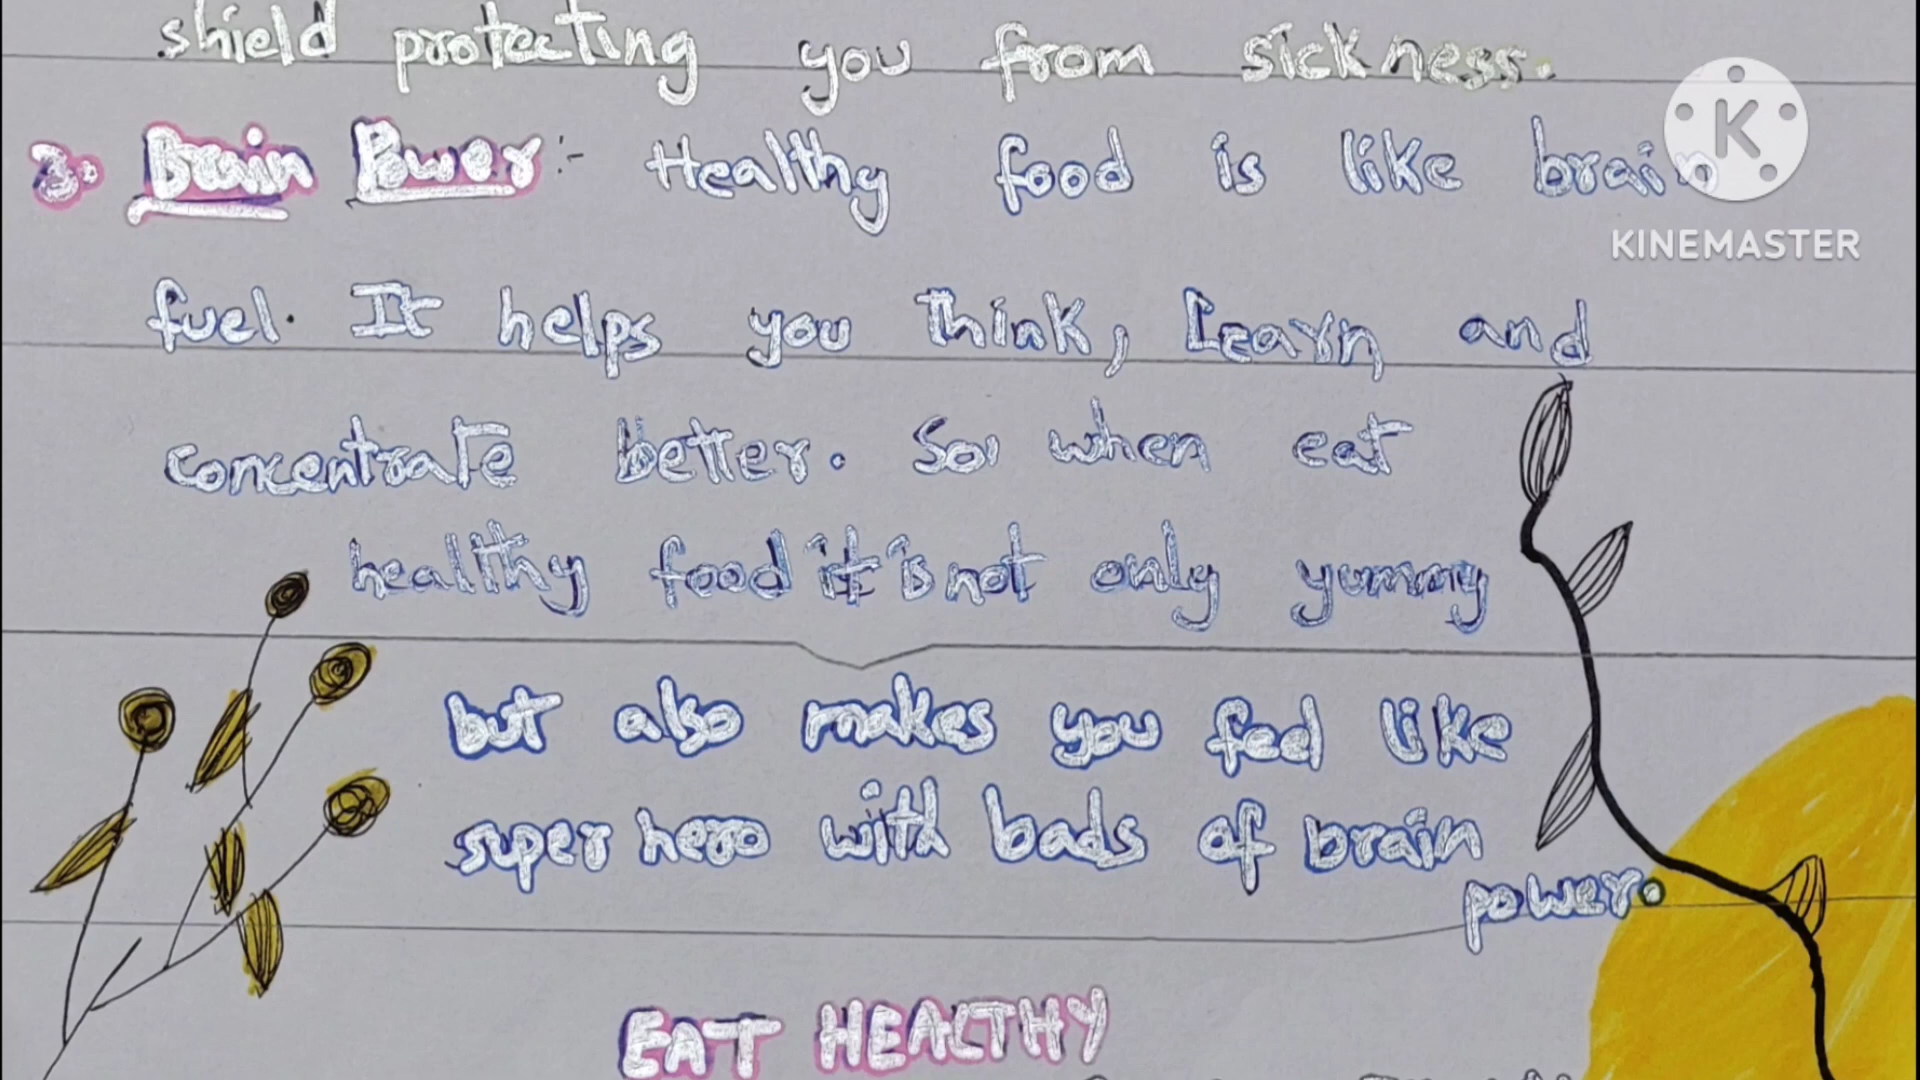 shield protecting you from sickness.
3. Brain Power :- Healthy food is like brain
fuel. It helps you think, Learn and
concentrate better. So, when eat
healthy food it is not only yummy
but also makes you feel like
super hero with bads of brain
power.
EAT HEALTHY
K
KINEMASTER